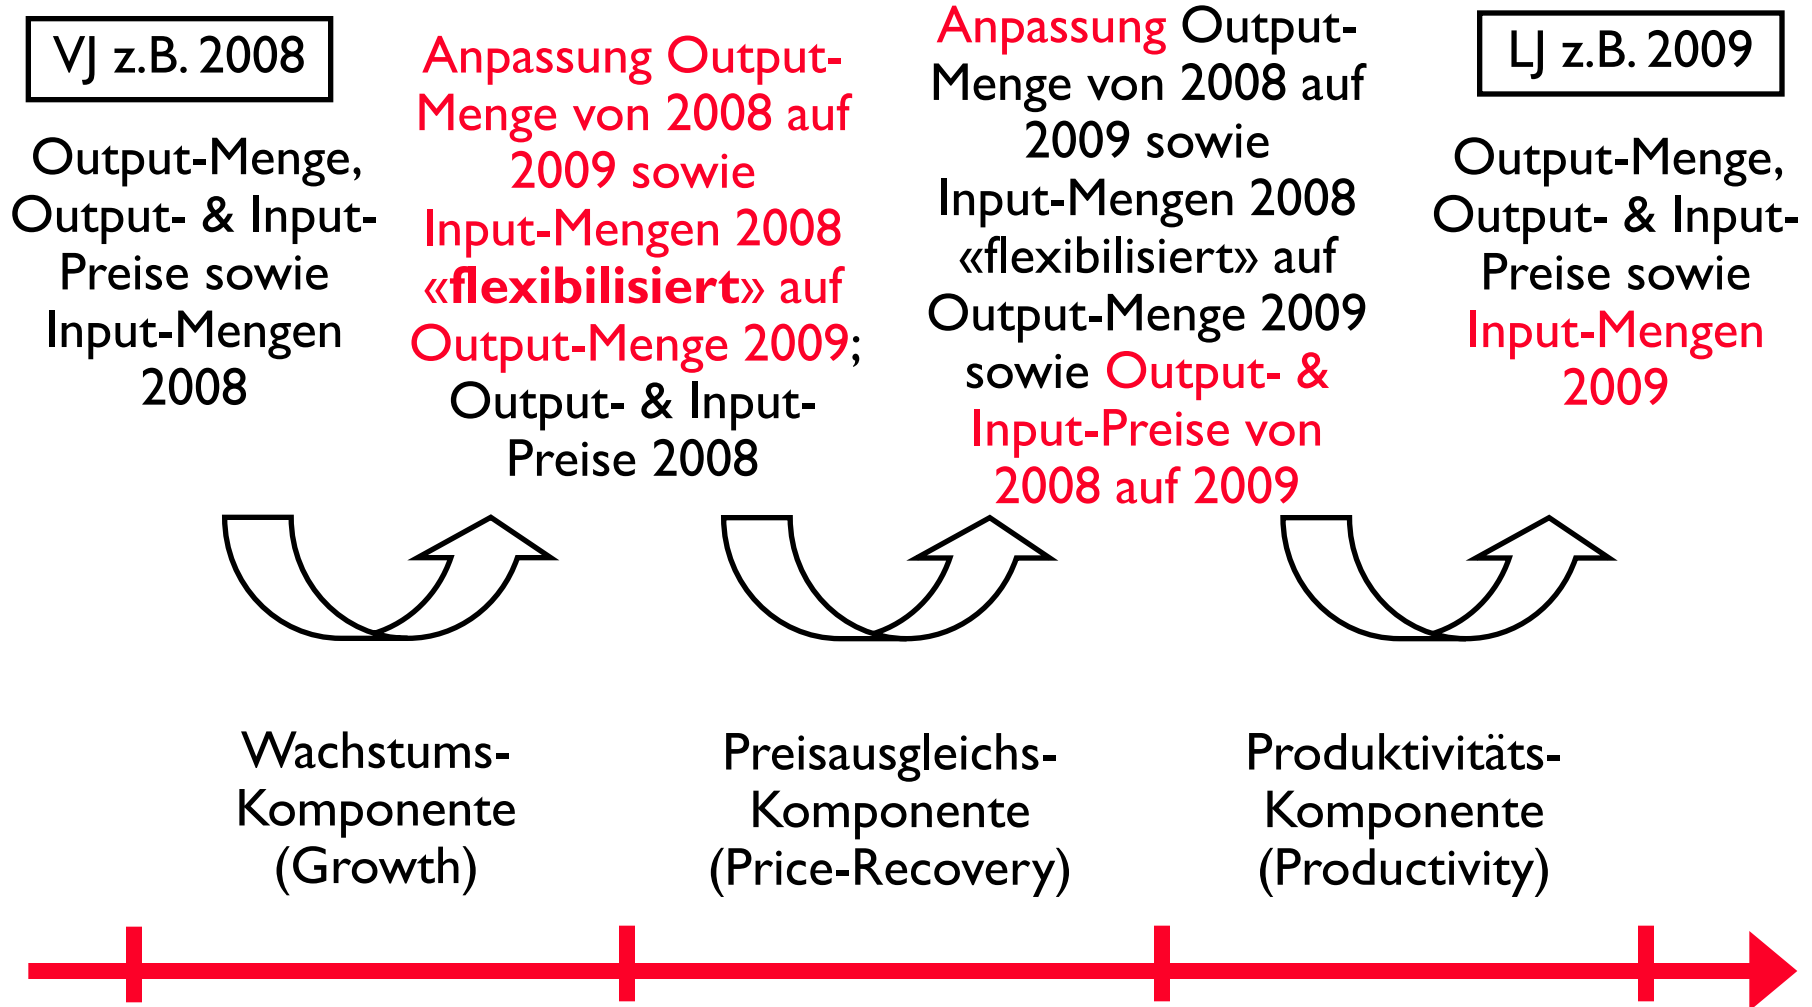 VJ z.B. 2008
Output-Menge,
Output- & Input-
Preise sowie
Input-Mengen
2008
Anpassung Output-
Menge von 2008 auf
2009 sowie
Input-Mengen 2008
«flexibilisiert» auf
Output-Menge 2009;
Output- & Input-
Preise 2008
Anpassung Output-
Menge von 2008 auf
2009 sowie
Input-Mengen 2008
«flexibilisiert» auf
Output-Menge 2009
sowie Output- &
Input-Preise von
2008 auf 2009
LJ z.B. 2009
Output-Menge,
Output- & Input-
Preise sowie
Input-Mengen
2009
Wachstums-
Komponente
(Growth)
Preisausgleichs-
Komponente
(Price-Recovery)
Produktivitäts-
Komponente
(Productivity)